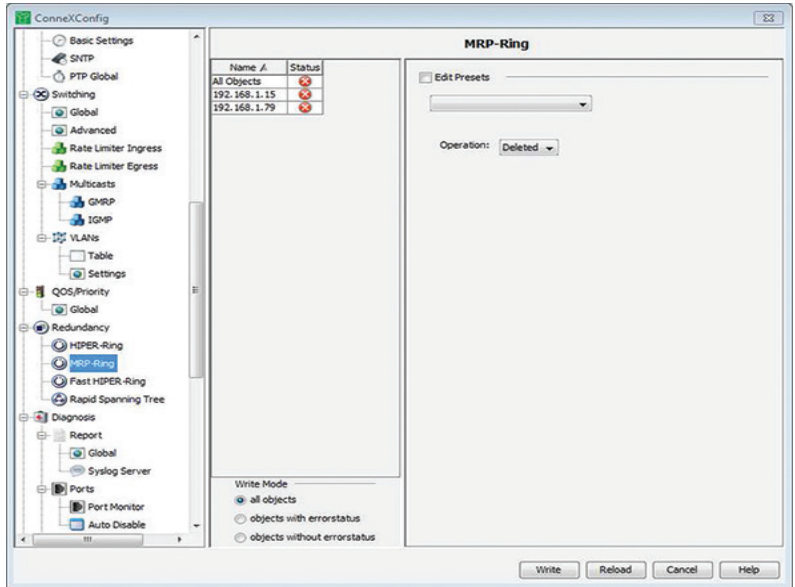 ConneXConfig
Basic Settings
SNTP
PTP Global
Switching
Global
Advanced
Rate Limiter Ingress
Rate Limiter Egress
Multicasts
GMRP
IGMP
VLANs
Table
Settings
QOS/Priority
Global
Redundancy
HIPER-Ring
MRP-Ring
Fast HIPER-Ring
Rapid Spanning Tree
Diagnosis
Report
Global
Syslog Server
Ports
Port Monitor
Auto Disable
MRP-Ring
Name Status
All Objects
192.168.1.15
192.168.1.79
Write Mode
all objects
objects with errorstatus
objects without errorstatus
Edit Presets
Operation: Deleted
Write Reload Cancel Help